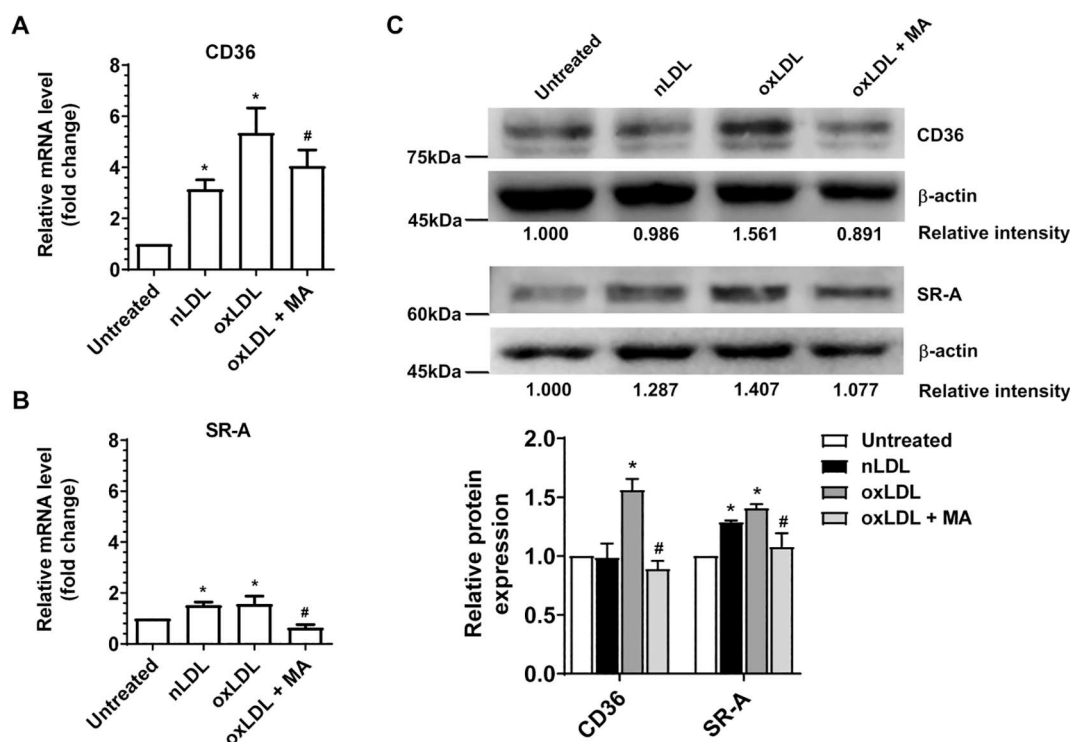 A
CD36
Relative mRNA level
(fold change)
8
6
4
2
0
Untreated
nLDL
oxLDL
oxLDL + MA
B
SR-A
Relative mRNA level
(fold change)
8
6
4
2
0
*
*
#
Untreated
nLDL
oxLDL
oxLDL + MA
*
*
#
C
Untreated
nLDL
oxLDL
oxLDL + MA
75kDa
CD36
β-actin
45kDa
1.000 0.986 1.561 0.891 Relative intensity
SR-A
60kDa
β-actin
45kDa
1.000 1.287 1.407 1.077 Relative intensity
Relative protein
expression
2.0
1.5
1.0
0.5
0.0
*
#
*
*
#
CD36
SR-A
Untreated
nLDL
oxLDL
oxLDL + MA